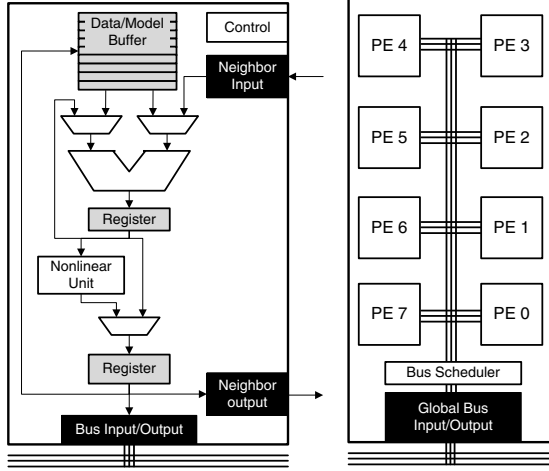 Data/Model
Buffer
Control
Neighbor
Input
Register
Nonlinear
Unit
Register
Neighbor
output
Bus Input/Output
PE 4
PE 3
PE 5
PE 2
PE 6
PE 1
PE 7
PE 0
Bus Scheduler
Global Bus
Input/Output